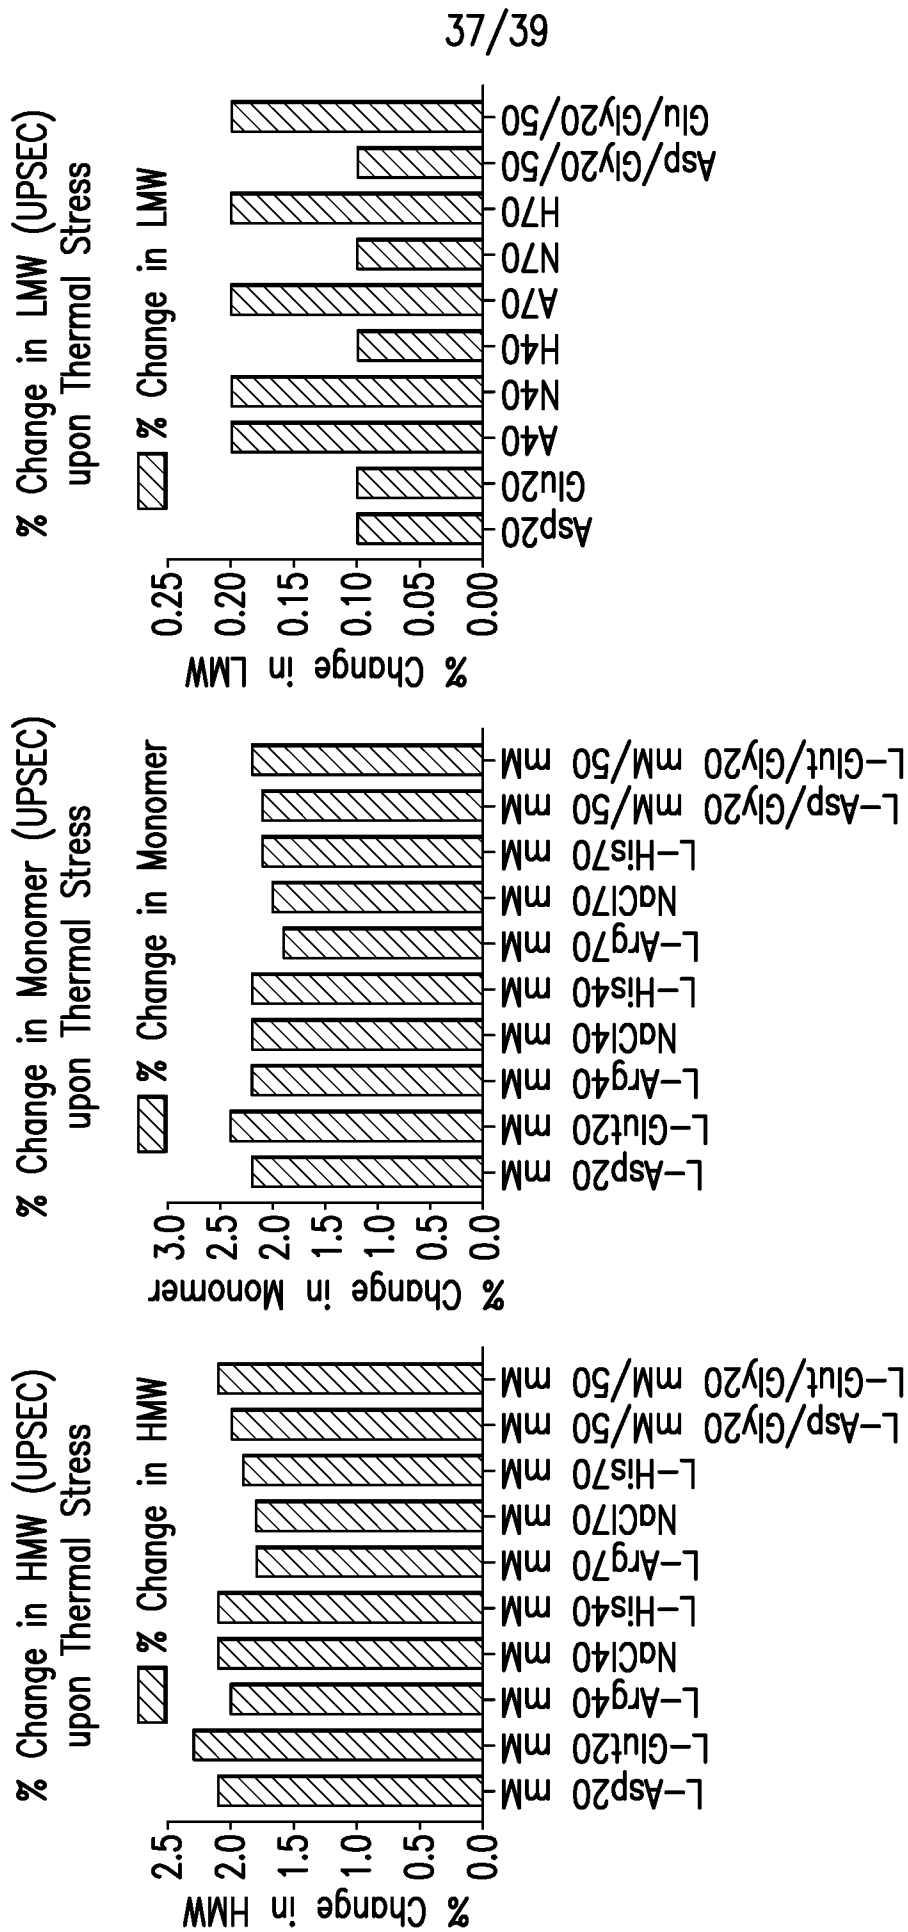 37/39
% Change in HMW (UPSEC)
upon Thermal Stress
% Change in HMW
% Change in HMW
2.5
2.0
1.5
1.0
0.5
0.0
L-Asp20 mM
L-Glut20 mM
L-Arg40 mM
NaCl40 mM
L-His40 mM
L-Arg70 mM
NaCl70 mM
L-His70 mM
L-Asp/Gly20 mM/50 mM
L-Glut/Gly20 mM/50 mM
% Change in Monomer (UPSEC)
upon Thermal Stress
% Change in Monomer
% Change in Monomer
3.0
2.5
2.0
1.5
1.0
0.5
0.0
L-Asp20 mM
L-Glut20 mM
L-Arg40 mM
NaCl40 mM
L-His40 mM
L-Arg70 mM
NaCl70 mM
L-His70 mM
L-Asp/Gly20 mM/50 mM
L-Glut/Gly20 mM/50 mM
% Change in LMW (UPSEC)
upon Thermal Stress
% Change in LMW
% Change in LMW
0.25
0.20
0.15
0.10
0.05
0.00
Asp20
Glu20
A40
N40
H40
A70
N70
H70
Asp/Gly20/50
Glu/Gly20/50